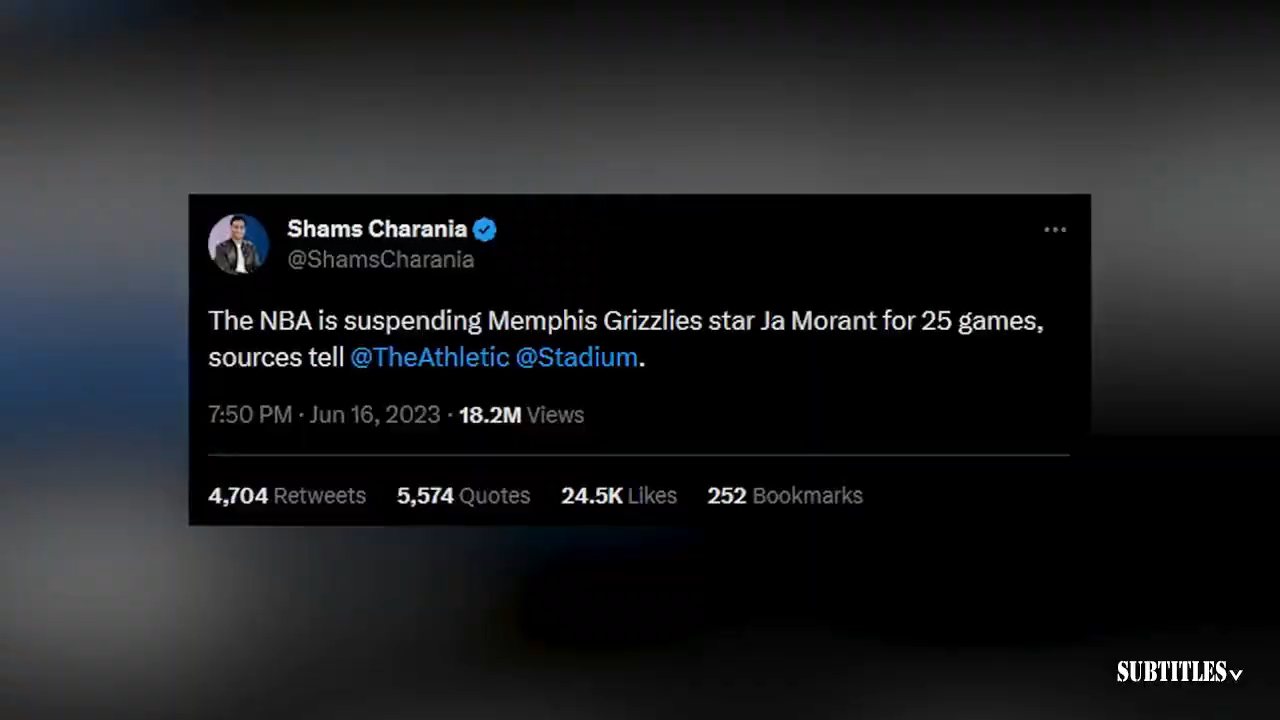 Shams Charania
@ShamsCharania
The NBA is suspending Memphis Grizzlies star Ja Morant for 25 games,
sources tell @TheAthletic @Stadium.
7:50 PM · Jun 16, 2023 · 18.2M Views
4,704 Retweets 5,574 Quotes 24.5K Likes 252 Bookmarks
SUBTITLES